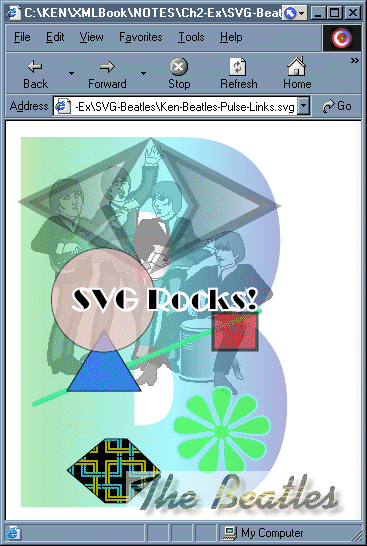 C:\KEN\XMLBook\NOTES\Ch2-Ex\SVG-Beat
File Edit View Favorites Tools Help
Back Forward Stop Refresh Home »
Address -Ex\SVG-Beatles\Ken-Beatles-Pulse-Links.svg Go
B
SVG Rocks!
The Beatles
My Computer